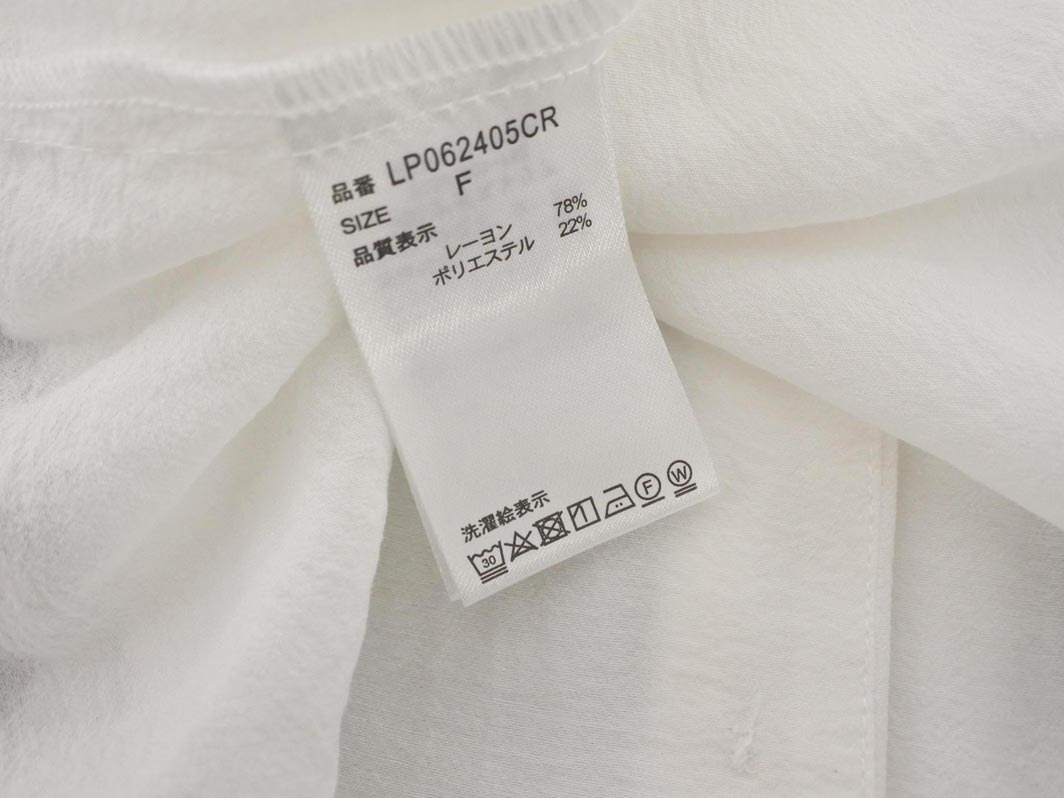 品番 LP062405CR
SIZE F
品質表示
レーヨン 78%
ポリエステル 22%
洗濯絵表示
30 F W